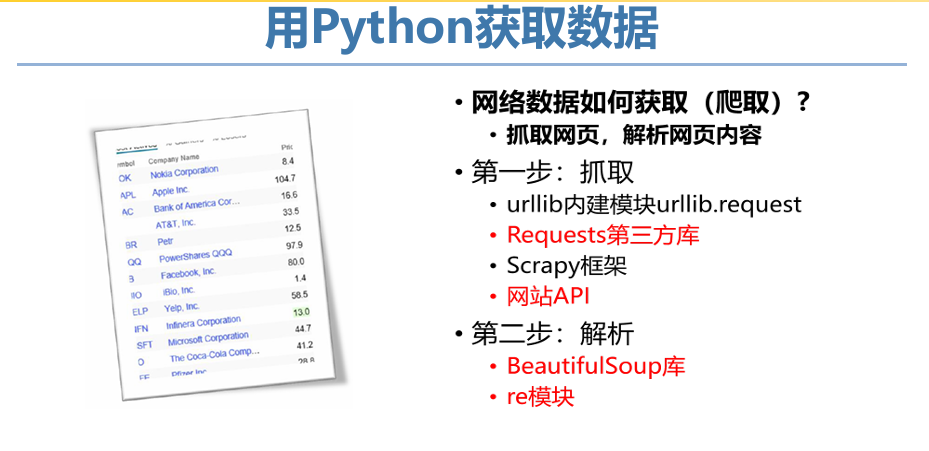 用Python获取数据
Company Name
OK Nokia Corporation 8.4
APL Apple Inc. 104.7
AC Bank of America Cor... 16.6
AT&T, Inc. 33.5
BR Petr 12.5
QQ PowerShares QQQ 97.9
B Facebook, Inc. 80.0
IIO iBio, Inc. 1.4
ELP Yelp, Inc. 58.5
IFN Infinera Corporation 13.0
SFT Microsoft Corporation 44.7
O The Coca-Cola Comp... 41.2
Pfizer Inc 28.8
• 网络数据如何获取（爬取）?
• 抓取网页，解析网页内容
• 第一步：抓取
• urllib内建模块urllib.request
• Requests第三方库
• Scrapy框架
• 网站API
• 第二步：解析
• BeautifulSoup库
• re模块